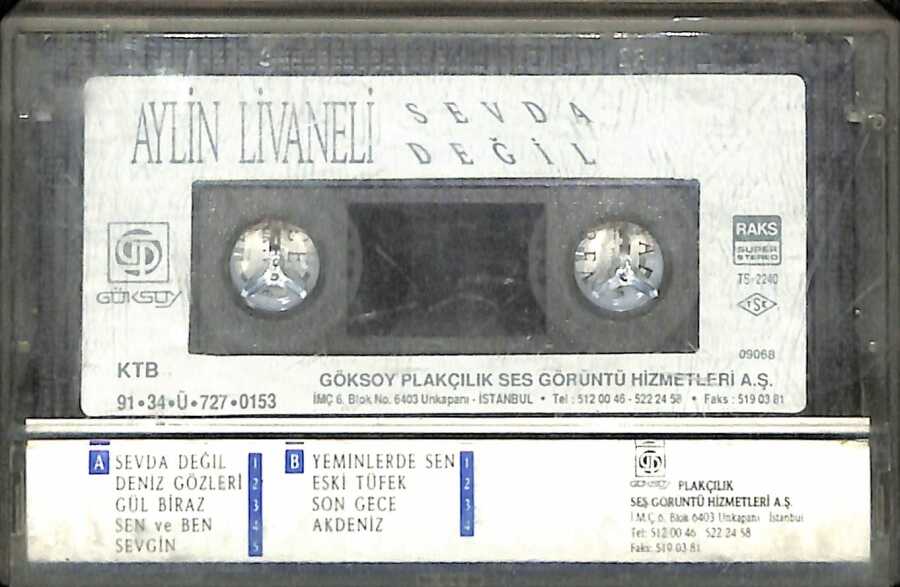 AYLİN LİVANELİ SEVDA
DEĞİL
GÖKSOY
RAKS
SUPER
STEREO
TS-2240
TSE
09068
KTB
91•34•Ü•727•0153
GÖKSOY PLAKÇILIK SES GÖRÜNTÜ HİZMETLERİ A.Ş.
İMÇ 6. Blok No. 6403 Unkapanı - İSTANBUL • Tel : 512 00 46 - 522 24 58 • Faks : 519 03 81
A SEVDA DEĞİL 1
DENİZ GÖZLERİ 2
GÜL BİRAZ 3
SEN ve BEN 4
SEVGİN 5
B YEMİNLERDE SEN 1
ESKİ TÜFEK 2
SON GECE 3
AKDENİZ 4
GÖKSOY PLAKÇILIK
SES GÖRÜNTÜ HİZMETLERİ A.Ş.
İ.M.Ç. 6. Blok 6403 Unkapanı İstanbul
Tel: 512 00 46 522 24 58
Faks: 519 03 81